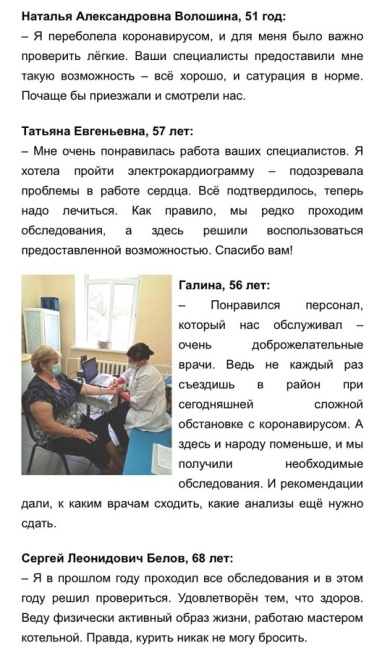 Наталья Александровна Волошина, 51 год:
– Я переболела коронавирусом, и для меня было важно
проверить лёгкие. Ваши специалисты предоставили мне
такую возможность – всё хорошо, и сатурация в норме.
Почаще бы приезжали и смотрели нас.
Татьяна Евгеньевна, 57 лет:
– Мне очень понравилась работа ваших специалистов. Я
хотела пройти электрокардиограмму – подозревала
проблемы в работе сердца. Всё подтвердилось, теперь
надо лечиться. Как правило, мы редко проходим
обследования, а здесь решили воспользоваться
предоставленной возможностью. Спасибо вам!
Галина, 56 лет:
– Понравился персонал,
который нас обслуживал –
очень доброжелательные
врачи. Ведь не каждый раз
съездишь в район при
сегодняшней сложной
обстановке с коронавирусом. А
здесь и народу поменьше, и мы
получили необходимые
обследования. И рекомендации
дали, к каким врачам сходить, какие анализы ещё нужно
сдать.
Сергей Леонидович Белов, 68 лет:
– Я в прошлом году проходил все обследования и в этом
году решил провериться. Удовлетворён тем, что здоров.
Веду физически активный образ жизни, работаю мастером
котельной. Правда, курить никак не могу бросить.